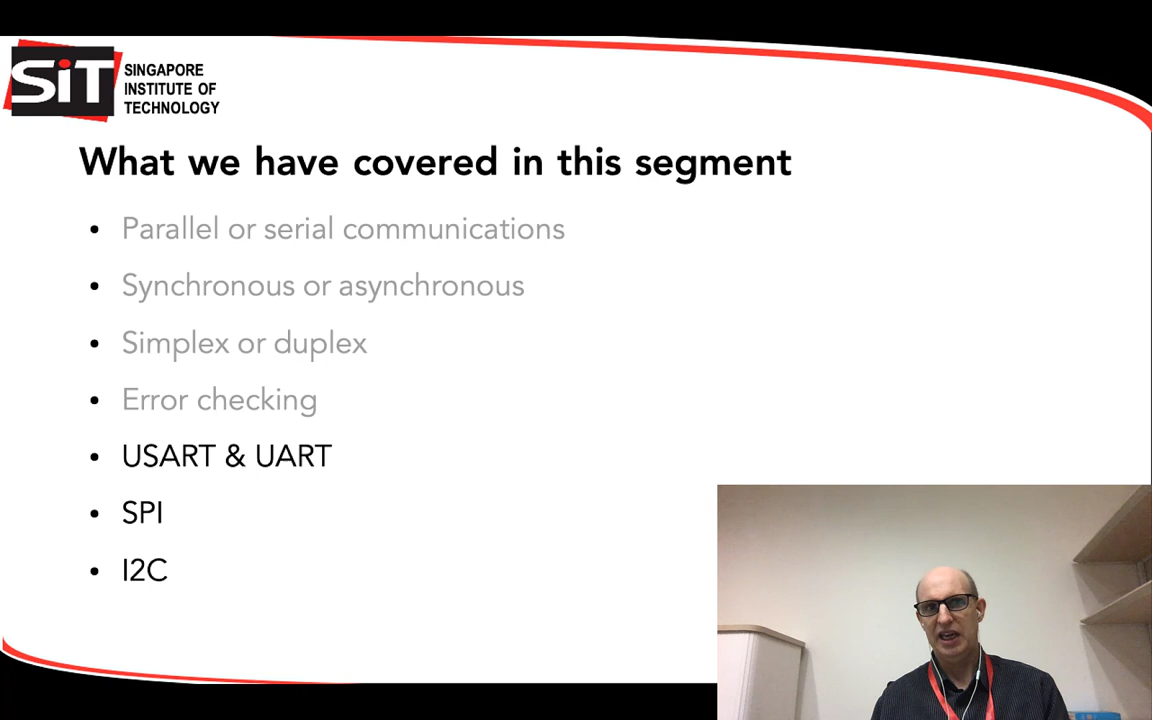 SiT
SINGAPORE
INSTITUTE OF
TECHNOLOGY
What we have covered in this segment
• Parallel or serial communications
• Synchronous or asynchronous
• Simplex or duplex
• Error checking
• USART & UART
• SPI
• I2C